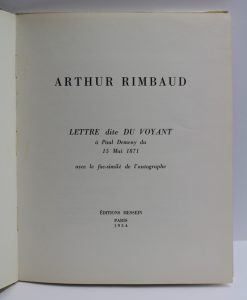 ARTHUR RIMBAUD
LETTRE dite DU VOYANT
à Paul Demeny du
15 Mai 1871
avec le fac-similé de l'autographe
ÉDITIONS MESSEIN
PARIS
1954